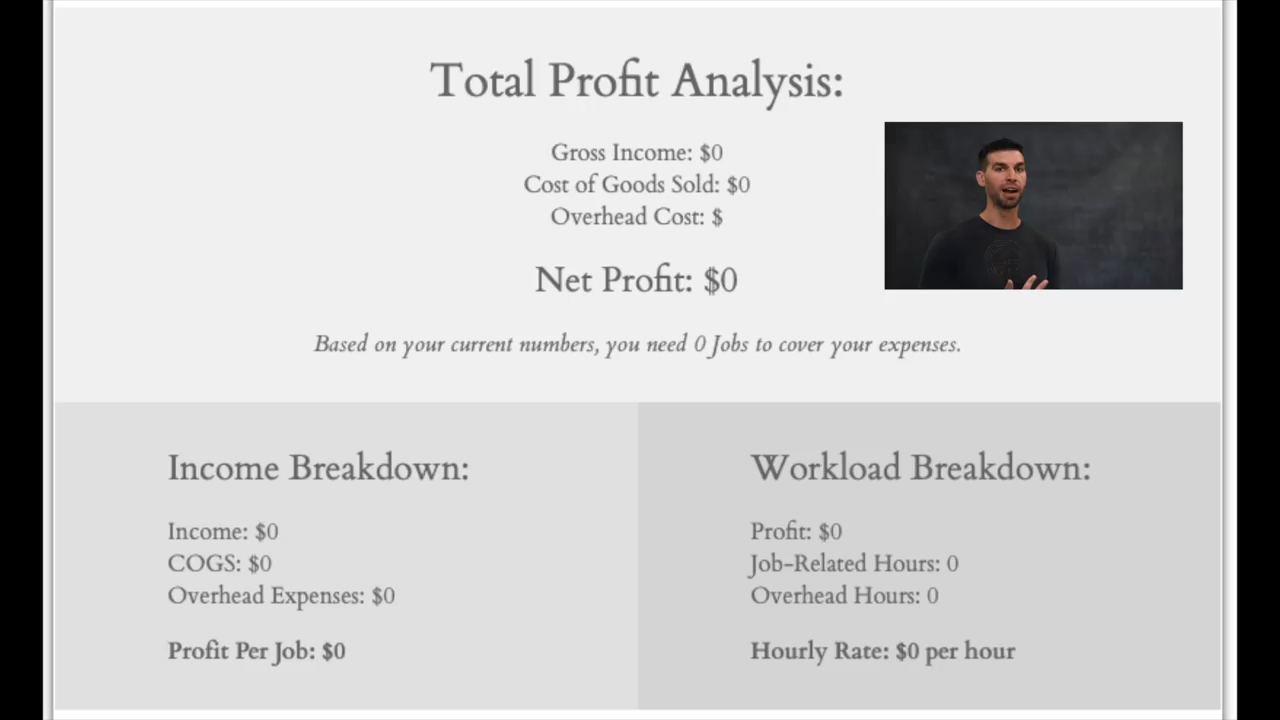 Total Profit Analysis:
Gross Income: $0
Cost of Goods Sold: $0
Overhead Cost: $
Net Profit: $0
Based on your current numbers, you need 0 Jobs to cover your expenses.
Income Breakdown:
Income: $0
COGS: $0
Overhead Expenses: $0
Profit Per Job: $0
Workload Breakdown:
Profit: $0
Job-Related Hours: 0
Overhead Hours: 0
Hourly Rate: $0 per hour